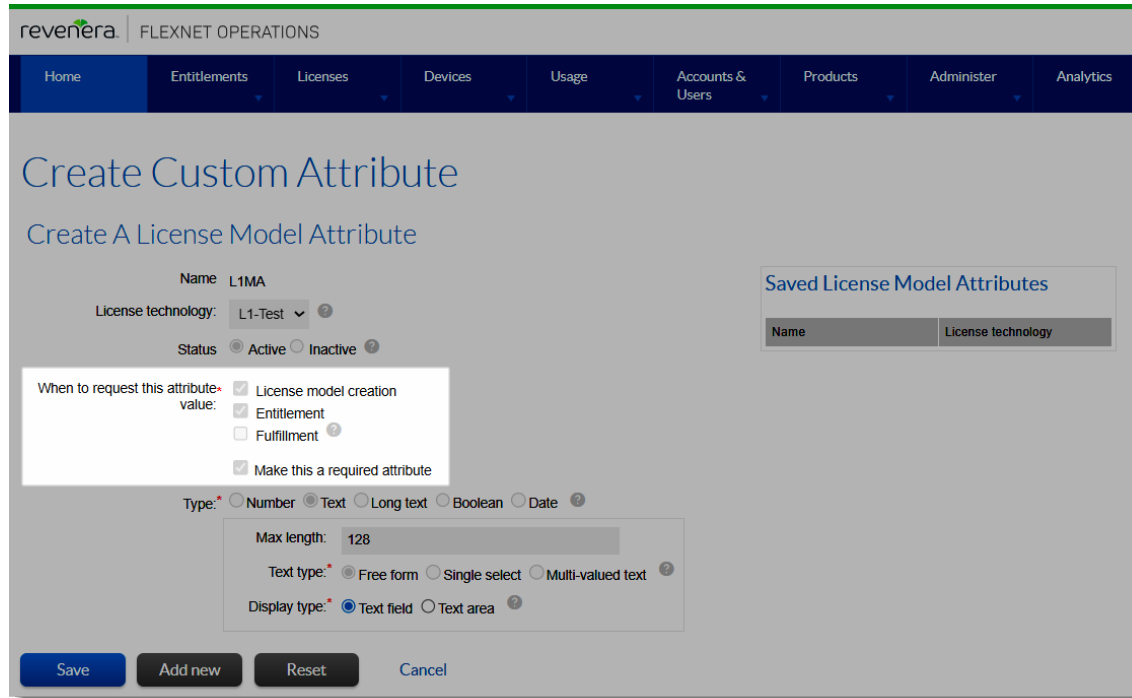 revenera. FLEXNET OPERATIONS
Home Entitlements Licenses Devices Usage Accounts & Users Products Administer Analytics
Create Custom Attribute
Create A License Model Attribute
Name L1MA
License technology: L1-Test ?
Status Active Inactive ?
When to request this attribute* value:
License model creation
Entitlement
Fulfillment ?
Make this a required attribute
Type:* Number Text Long text Boolean Date ?
Max length: 128
Text type:* Free form Single select Multi-valued text ?
Display type:* Text field Text area ?
Saved License Model Attributes
Name License technology
Save Add new Reset Cancel